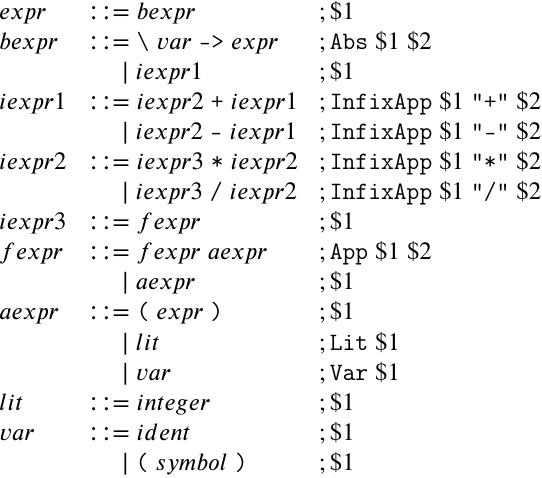 expr ::= bexpr ; $1
bexpr ::= \ var -> expr ; Abs $1 $2
| iexpr1 ; $1
iexpr1 ::= iexpr2 + iexpr1 ; InfixApp $1 "+" $2
| iexpr2 - iexpr1 ; InfixApp $1 "-" $2
iexpr2 ::= iexpr3 * iexpr2 ; InfixApp $1 "*" $2
| iexpr3 / iexpr2 ; InfixApp $1 "/" $2
iexpr3 ::= fexpr ; $1
fexpr ::= fexpr aexpr ; App $1 $2
| aexpr ; $1
aexpr ::= ( expr ) ; $1
| lit ; Lit $1
| var ; Var $1
lit ::= integer ; $1
var ::= ident ; $1
| ( symbol ) ; $1